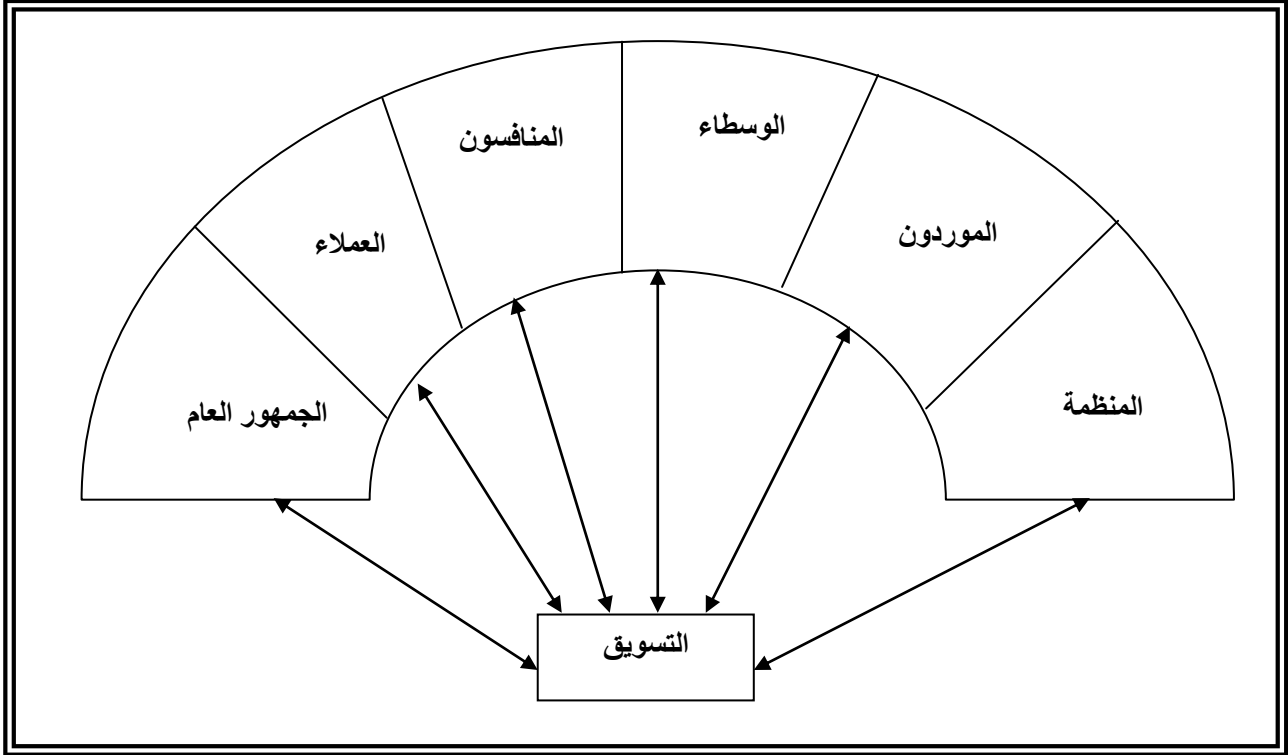 المنظمة
الموردون
الوسطاء
المنافسون
العملاء
الجمهور العام
التسويق